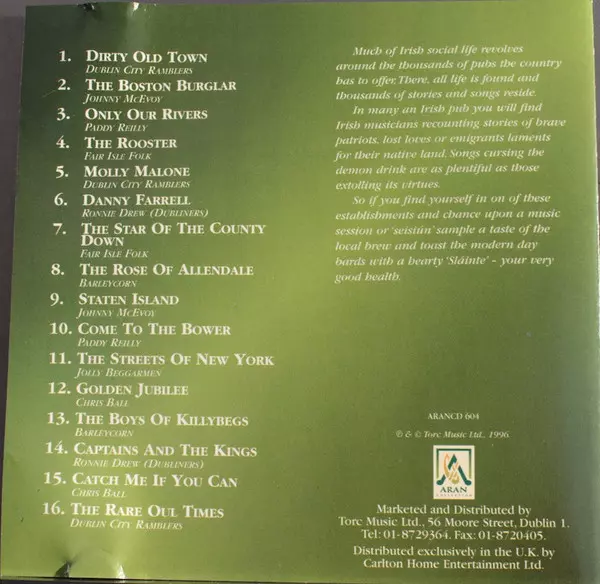 1. DIRTY OLD TOWN
DUBLIN CITY RAMBLERS
2. THE BOSTON BURGLAR
JOHNNY MCEVOY
3. ONLY OUR RIVERS
PADDY REILLY
4. THE ROOSTER
FAIR ISLE FOLK
5. MOLLY MALONE
DUBLIN CITY RAMBLERS
6. DANNY FARRELL
RONNIE DREW (DUBLINERS)
7. THE STAR OF THE COUNTY
DOWN
FAIR ISLE FOLK
8. THE ROSE OF ALLENDALE
BARLEYCORN
9. STATEN ISLAND
JOHNNY MCEVOY
10. COME TO THE BOWER
PADDY REILLY
11. THE STREETS OF NEW YORK
JOLLY BEGGARMEN
12. GOLDEN JUBILEE
CHRIS BALL
13. THE BOYS OF KILLYBEGS
BARLEYCORN
14. CAPTAINS AND THE KINGS
RONNIE DREW (DUBLINERS)
15. CATCH ME IF YOU CAN
CHRIS BALL
16. THE RARE OUL TIMES
DUBLIN CITY RAMBLERS
Much of Irish social life revolves
around the thousands of pubs the country
has to offer. There, all life is found and
thousands of stories and songs reside.
In many an Irish pub you will find
Irish musicians recounting stories of brave
patriots, lost loves or emigrants laments
for their native land. Songs cursing the
demon drink are as plentiful as those
extolling its virtues.
So if you find yourself in on of these
establishments and chance upon a music
session or 'seisiún' sample a taste of the
local brew and toast the modern day
bards with a hearty 'Sláinte' - your very
good health.
ARANCD 604
℗ & © Torc Music Ltd., 1996.
ARAN
COLLECTION
Marketed and Distributed by
Torc Music Ltd., 56 Moore Street, Dublin 1.
Tel: 01-8729364. Fax: 01-8720405.
Distributed exclusively in the U.K. by
Carlton Home Entertainment Ltd.